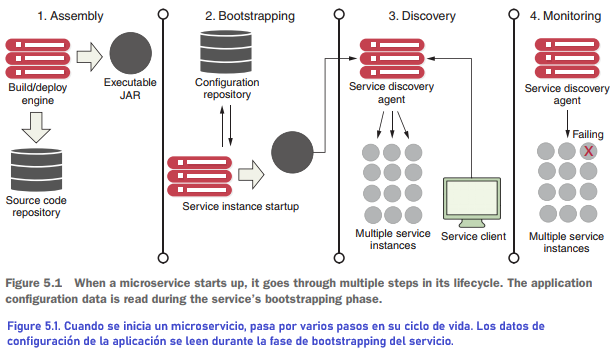 1. Assembly
2. Bootstrapping
3. Discovery
4. Monitoring
Build/deploy
engine
Executable
JAR
Source code
repository
Configuration
repository
Service instance startup
Service discovery
agent
Multiple service
instances
Service client
Service discovery
agent
Failing
X
Multiple service
instances
Figure 5.1 When a microservice starts up, it goes through multiple steps in its lifecycle. The application
configuration data is read during the service's bootstrapping phase.
Figure 5.1. Cuando se inicia un microservicio, pasa por varios pasos en su ciclo de vida. Los datos de
configuración de la aplicación se leen durante la fase de bootstrapping del servicio.